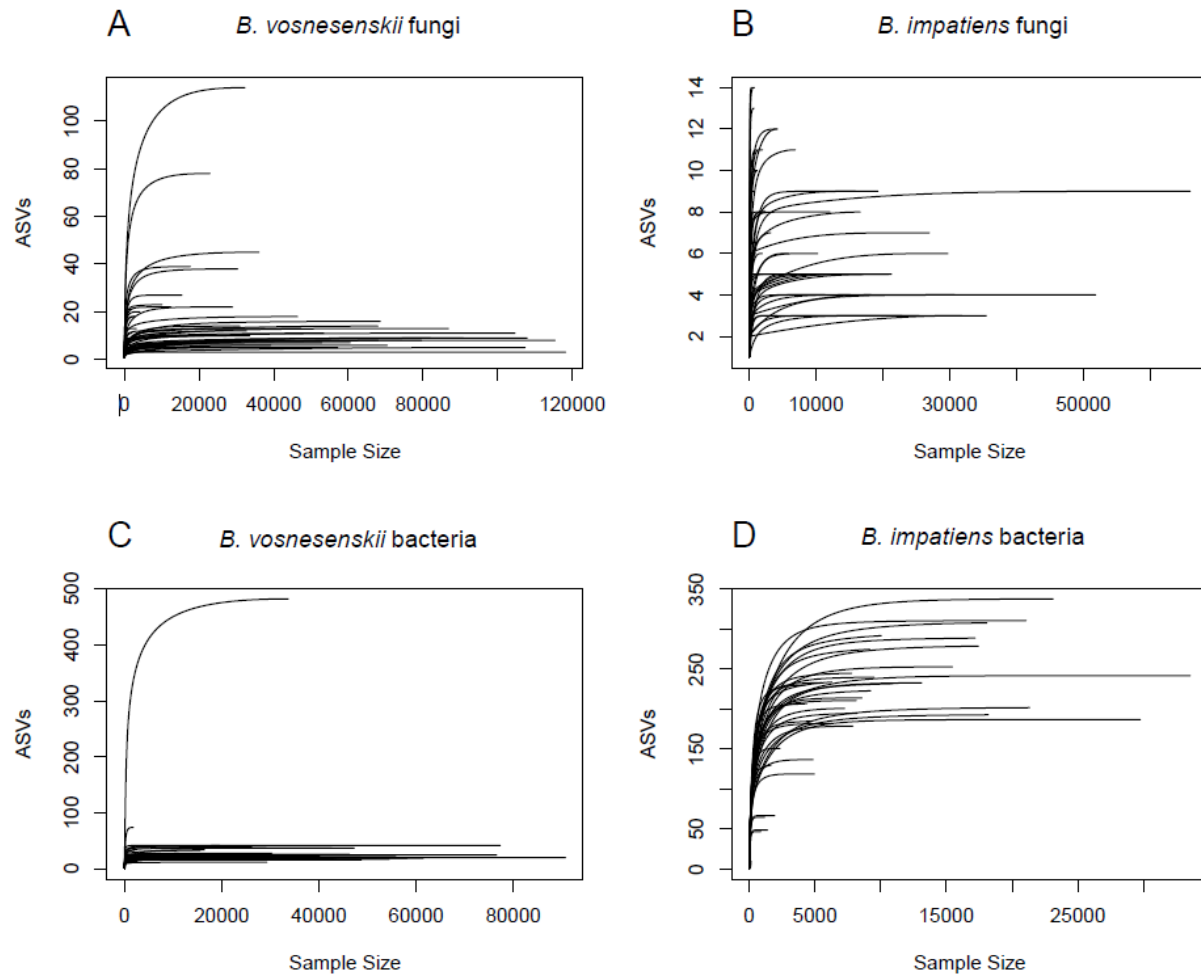 A B. vosnesenskii fungi
ASVs
0 20 40 60 80 100
0 20000 40000 60000 80000 120000
Sample Size
B B. impatiens fungi
ASVs
2 4 6 8 10 12 14
0 10000 30000 50000
Sample Size
C B. vosnesenskii bacteria
ASVs
0 100 200 300 400 500
0 20000 40000 60000 80000
Sample Size
D B. impatiens bacteria
ASVs
0 50 150 250 350
0 5000 15000 25000
Sample Size